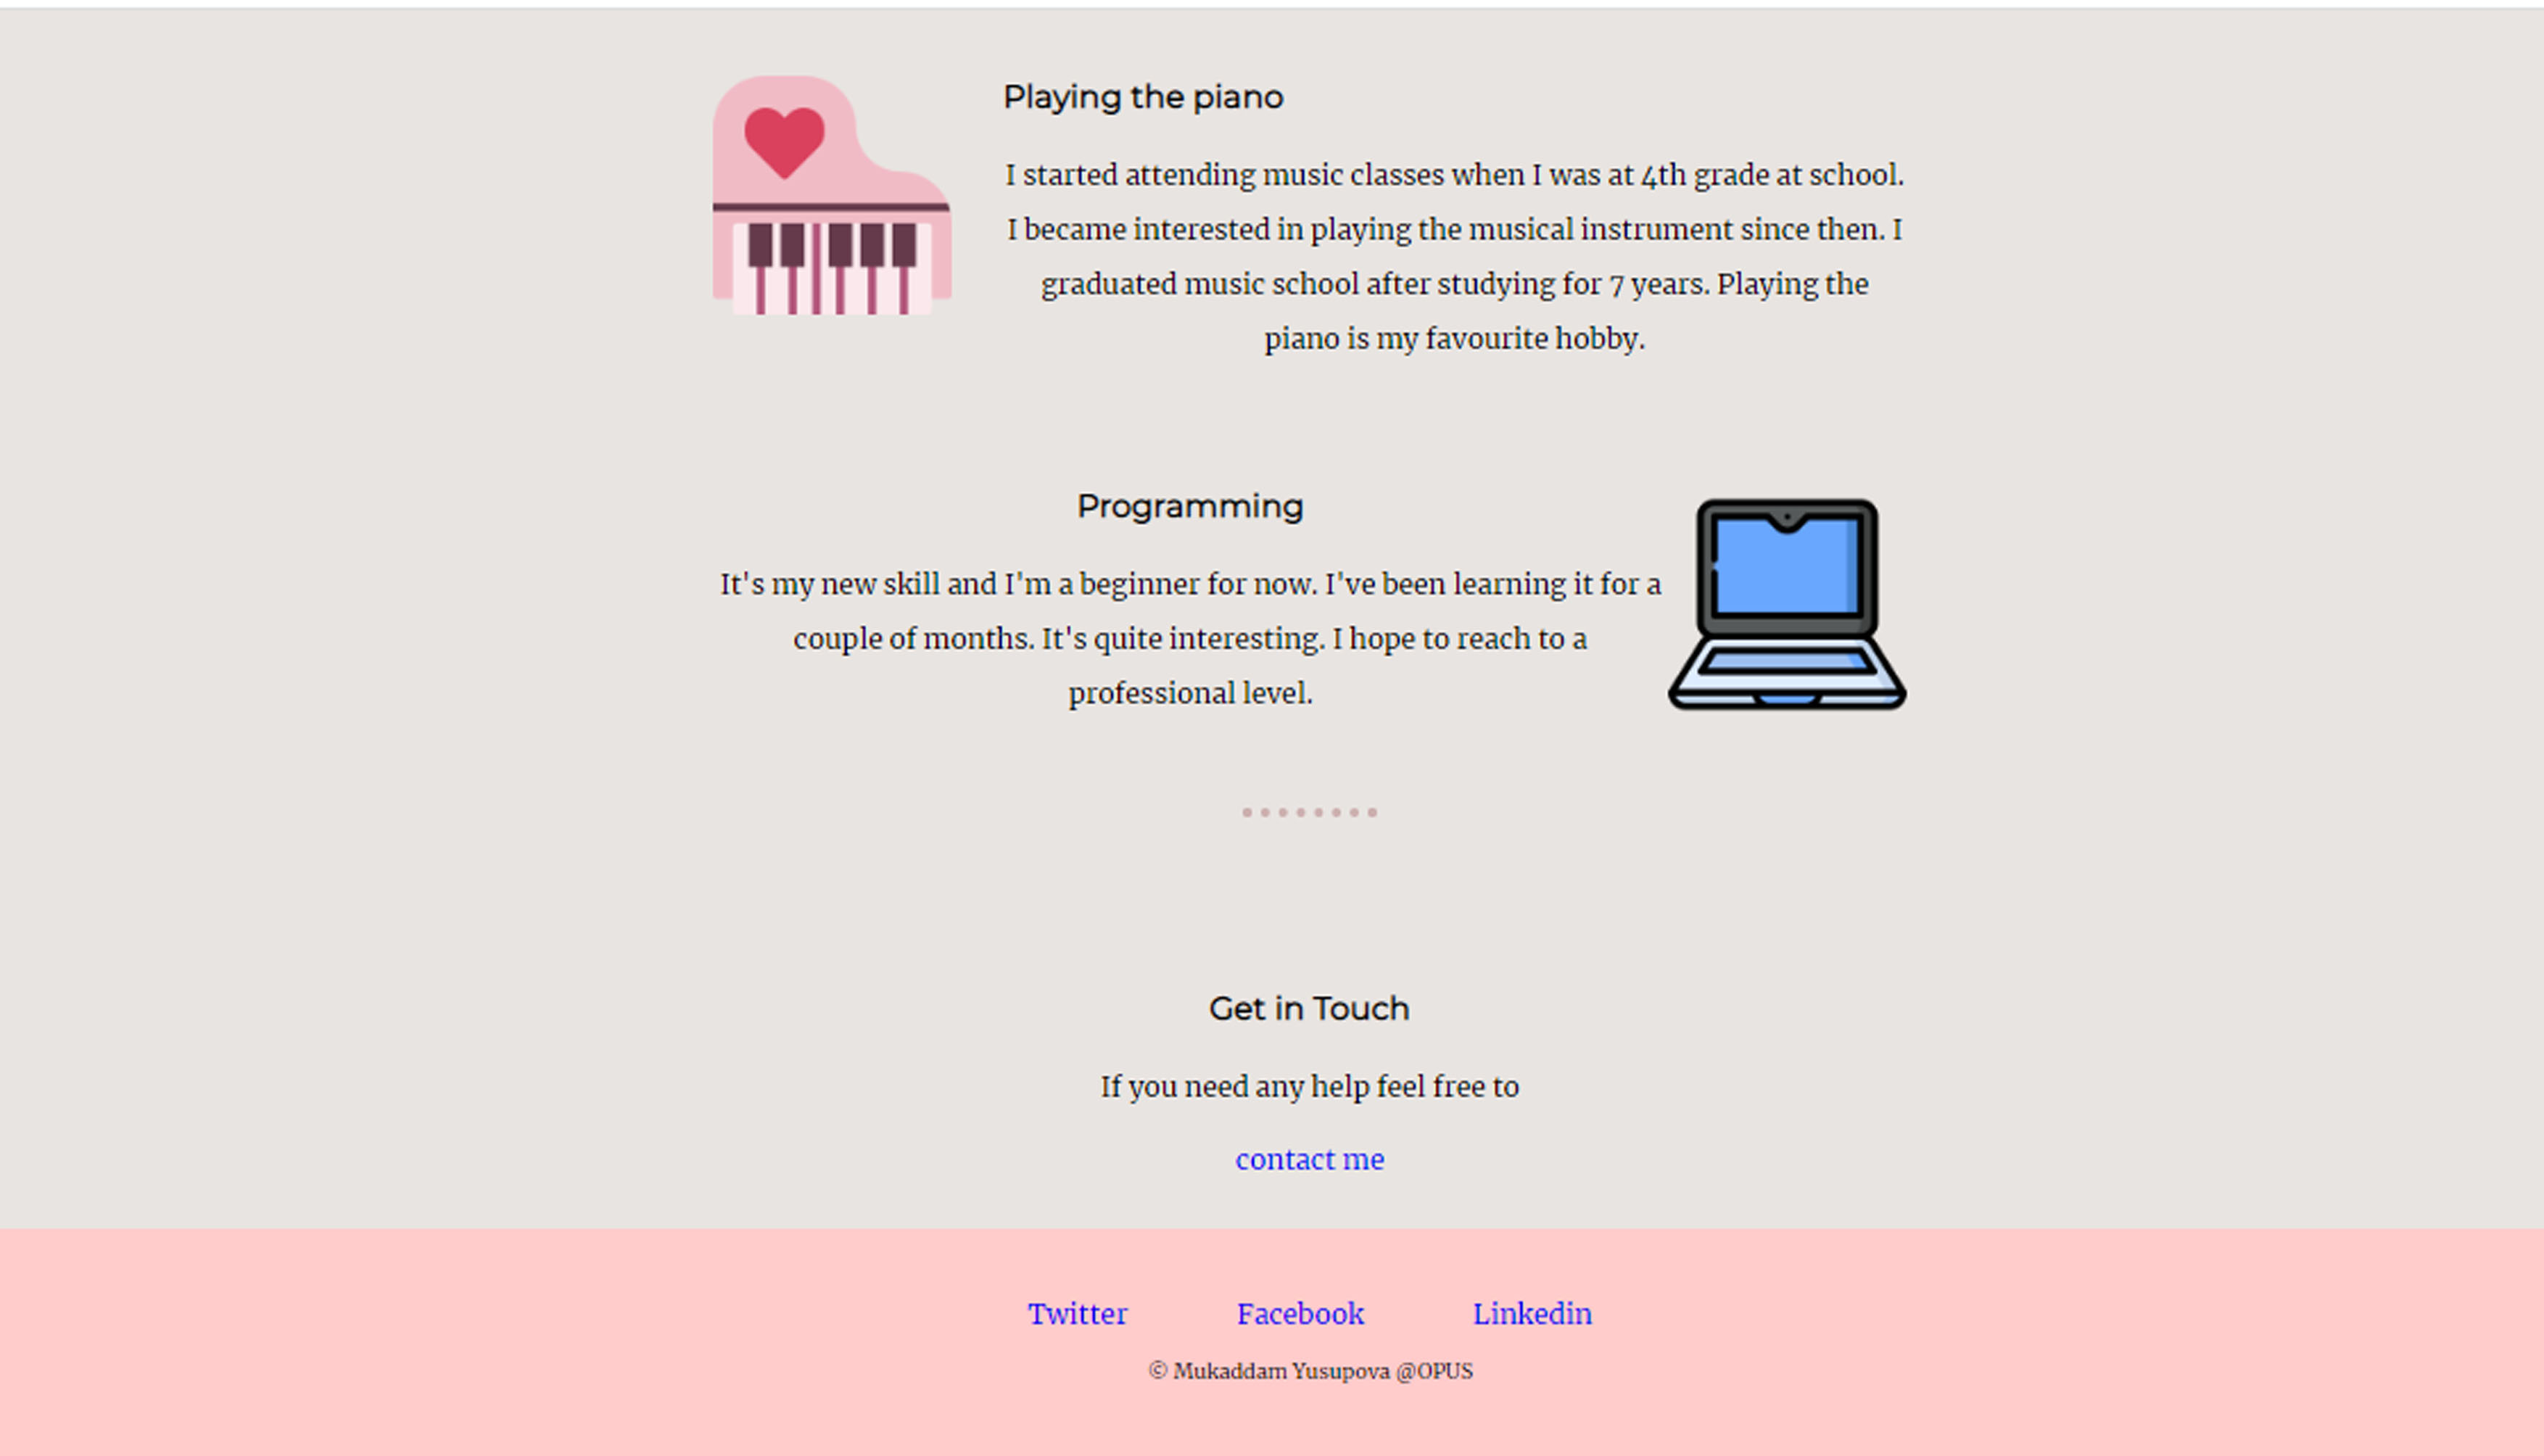 Playing the piano
I started attending music classes when I was at 4th grade at school.
I became interested in playing the musical instrument since then. I
graduated music school after studying for 7 years. Playing the
piano is my favourite hobby.
Programming
It's my new skill and I'm a beginner for now. I've been learning it for a
couple of months. It's quite interesting. I hope to reach to a
professional level.
Get in Touch
If you need any help feel free to
contact me
Twitter Facebook Linkedin
© Mukaddam Yusupova @OPUS